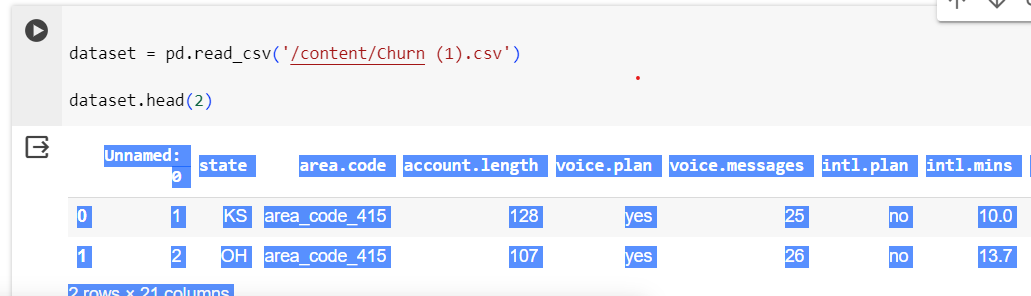 dataset = pd.read_csv('/content/Churn (1).csv')
dataset.head(2)
Unnamed: 0 state area.code account.length voice.plan voice.messages intl.plan intl.mins
0 1 KS area_code_415 128 yes 25 no 10.0
1 2 OH area_code_415 107 yes 26 no 13.7
2 rows × 21 columns